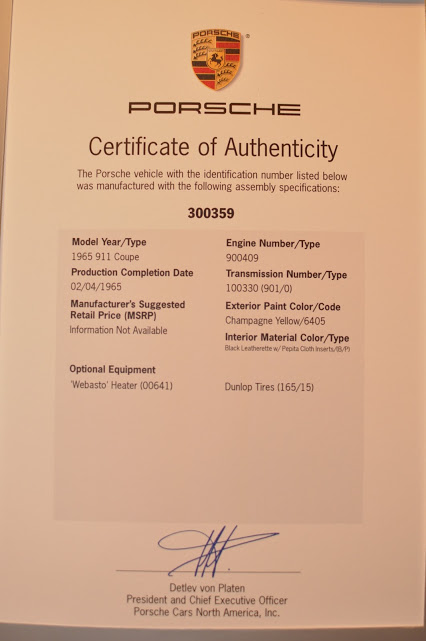 PORSCHE
PORSCHE
Certificate of Authenticity
The Porsche vehicle with the identification number listed below
was manufactured with the following assembly specifications:
300359
Model Year/Type
1965 911 Coupe
Production Completion Date
02/04/1965
Manufacturer's Suggested
Retail Price (MSRP)
Information Not Available
Engine Number/Type
900409
Transmission Number/Type
100330 (901/0)
Exterior Paint Color/Code
Champagne Yellow/6405
Interior Material Color/Type
Black Leatherette w/ Pepita Cloth Inserts/(B/P)
Optional Equipment
'Webasto' Heater (00641)
Dunlop Tires (165/15)
Detlev von Platen
President and Chief Executive Officer
Porsche Cars North America, Inc.